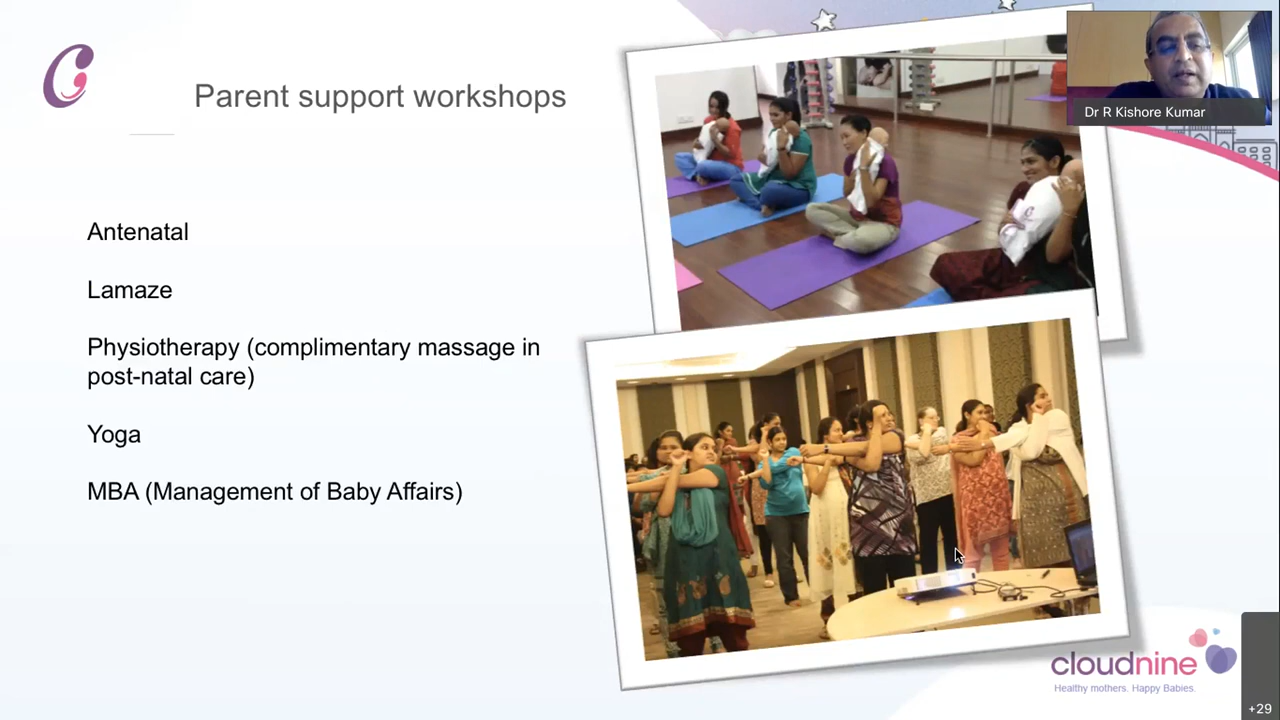 Parent support workshops
Dr R Kishore Kumar
Antenatal
Lamaze
Physiotherapy (complimentary massage in
post-natal care)
Yoga
MBA (Management of Baby Affairs)
cloudnine
Healthy mothers. Happy Babies.
+29